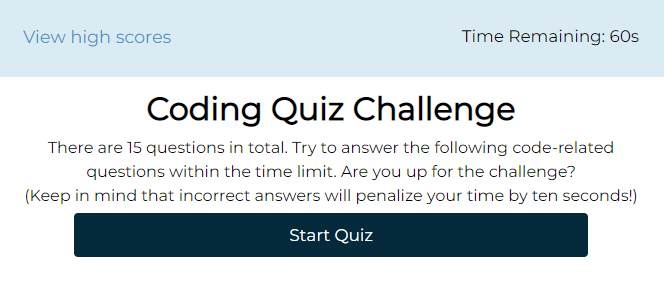 View high scores
Time Remaining: 60s
Coding Quiz Challenge
There are 15 questions in total. Try to answer the following code-related
questions within the time limit. Are you up for the challenge?
(Keep in mind that incorrect answers will penalize your time by ten seconds!)
Start Quiz